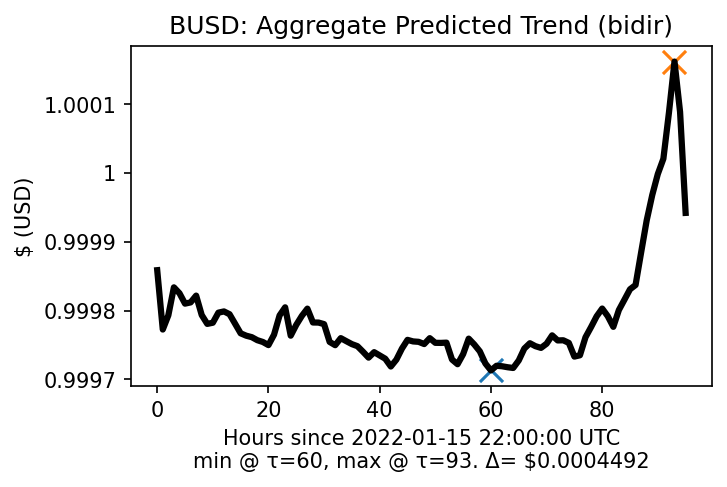 BUSD: Aggregate Predicted Trend (bidir)
1.0001
1
0.9999
0.9998
0.9997
$ (USD)
0 20 40 60 80
Hours since 2022-01-15 22:00:00 UTC
min @ τ=60, max @ τ=93. Δ= $0.0004492